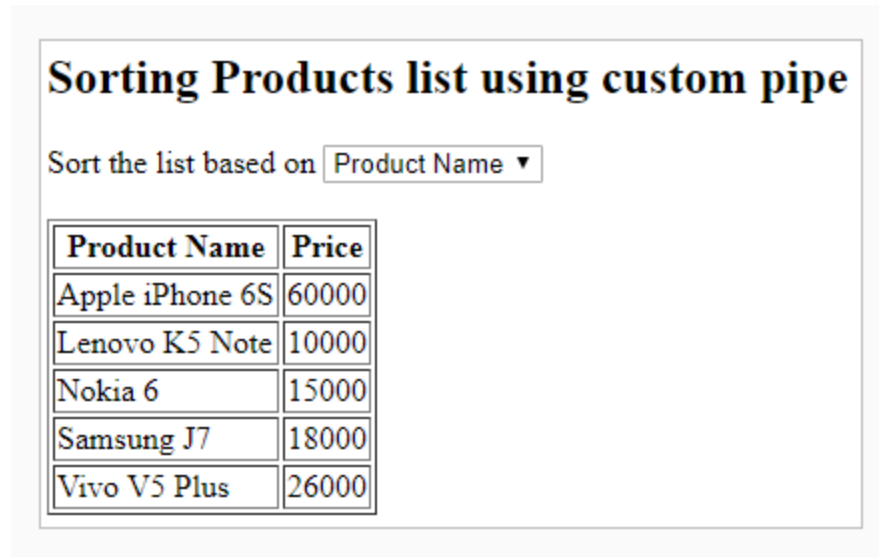 Sorting Products list using custom pipe
Sort the list based on Product Name ▼
Product Name Price
Apple iPhone 6S 60000
Lenovo K5 Note 10000
Nokia 6 15000
Samsung J7 18000
Vivo V5 Plus 26000